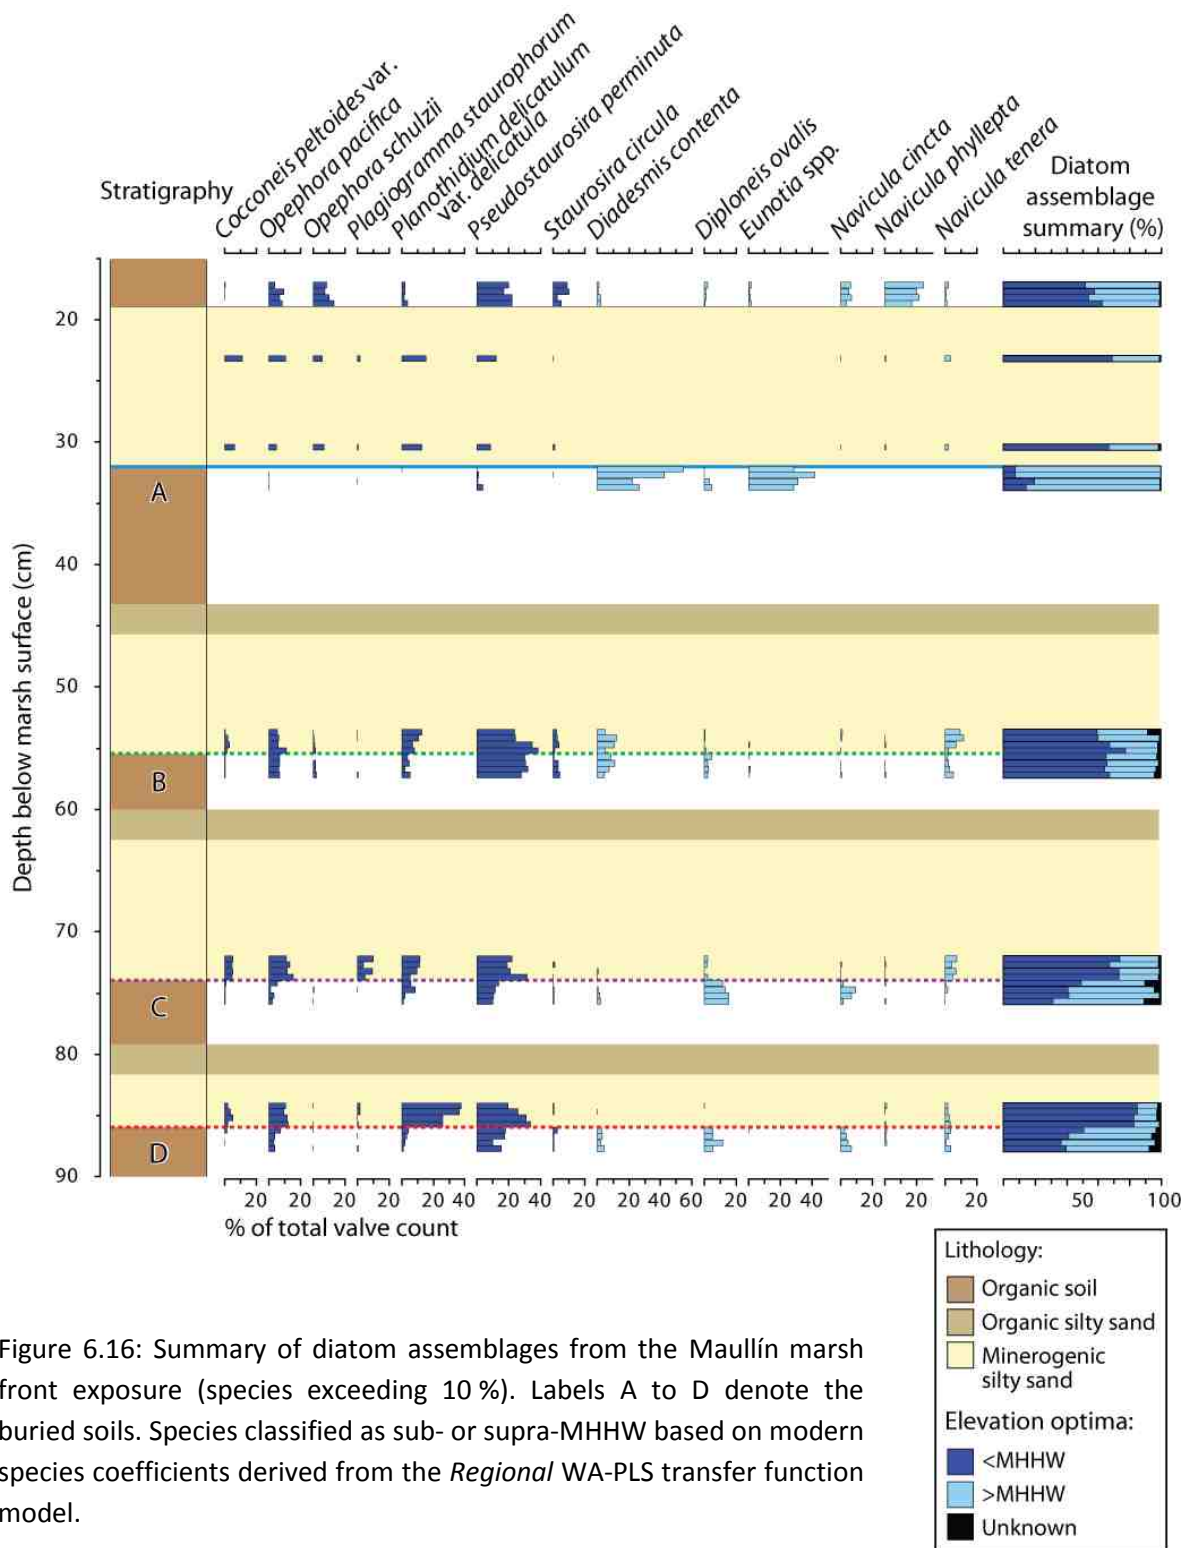 Stratigraphy
Cocconeis peltoides var.
Opephora pacifica
Opephora schulzii
Plagiogramma staurophorum
Planothidium delicatulum
var. delicatula
Pseudostaurosira perminuta
Staurosira circula
Diadesmis contenta
Diploneis ovalis
Eunotia spp.
Navicula cincta
Navicula phyllepta
Navicula tenera
Diatom
assemblage
summary (%)
Depth below marsh surface (cm)
20
30
40
50
60
70
80
90
A
B
C
D
20 20 20 20 20 40 20 40 20 20 40 60 20 20 40 20 20 20 50 100
% of total valve count
Lithology:
Organic soil
Organic silty sand
Minerogenic
silty sand
Elevation optima:
<MHHW
>MHHW
Unknown
Figure 6.16: Summary of diatom assemblages from the Maullín marsh
front exposure (species exceeding 10 %). Labels A to D denote the
buried soils. Species classified as sub- or supra-MHHW based on modern
species coefficients derived from the Regional WA-PLS transfer function
model.